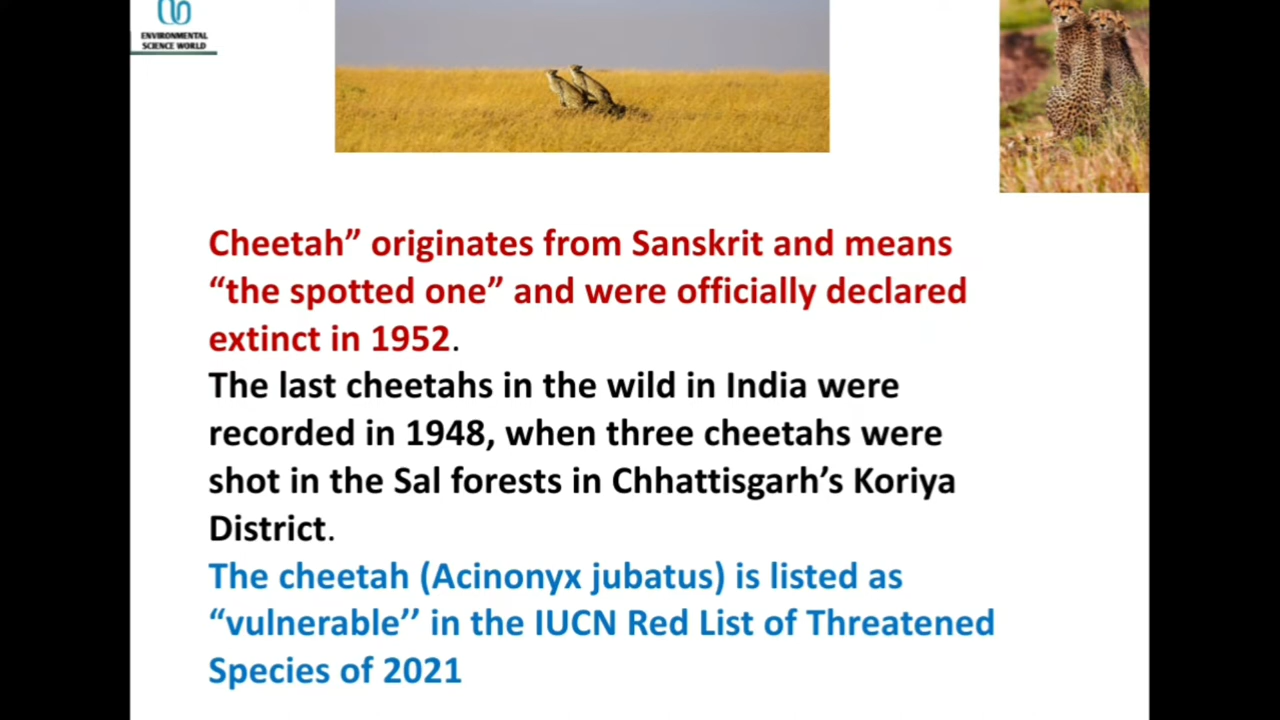 ENVIRONMENTAL
SCIENCE WORLD
Cheetah” originates from Sanskrit and means
“the spotted one” and were officially declared
extinct in 1952.
The last cheetahs in the wild in India were
recorded in 1948, when three cheetahs were
shot in the Sal forests in Chhattisgarh’s Koriya
District.
The cheetah (Acinonyx jubatus) is listed as
“vulnerable’’ in the IUCN Red List of Threatened
Species of 2021